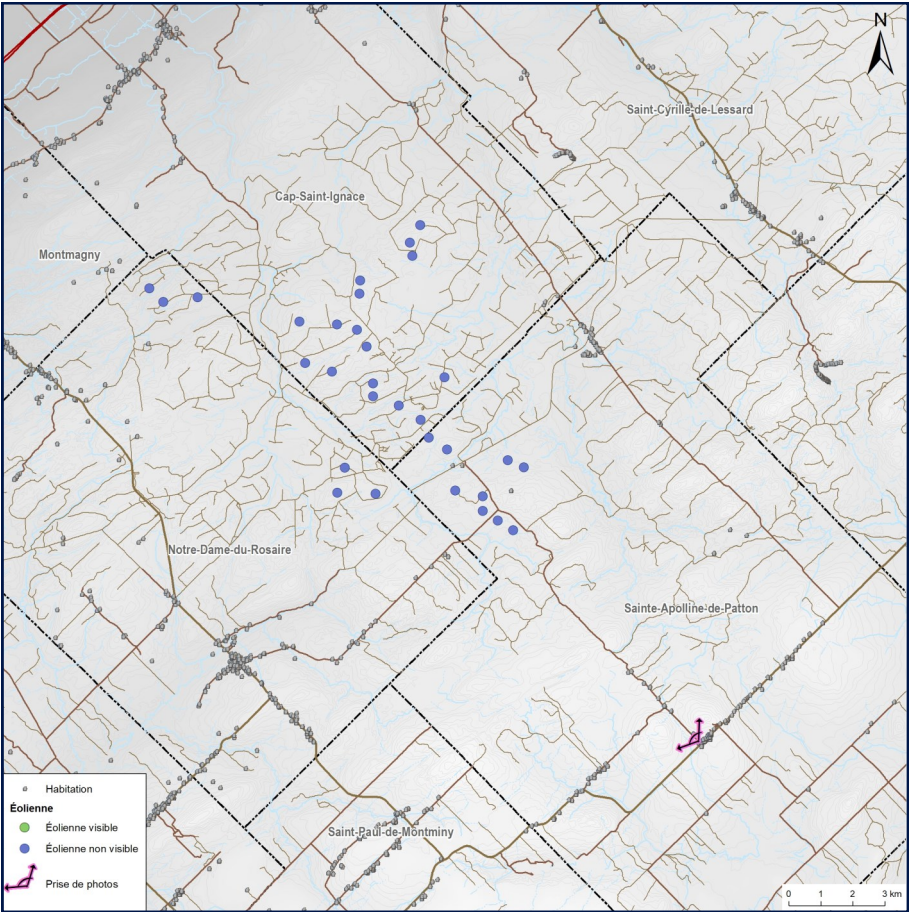 N
Saint-Cyrille-de-Lessard
Cap-Saint-Ignace
Montmagny
Notre-Dame-du-Rosaire
Sainte-Apolline-de-Patton
Saint-Paul-de-Montminy
Habitation
Éolienne
Éolienne visible
Éolienne non visible
Prise de photos
0 1 2 3 km